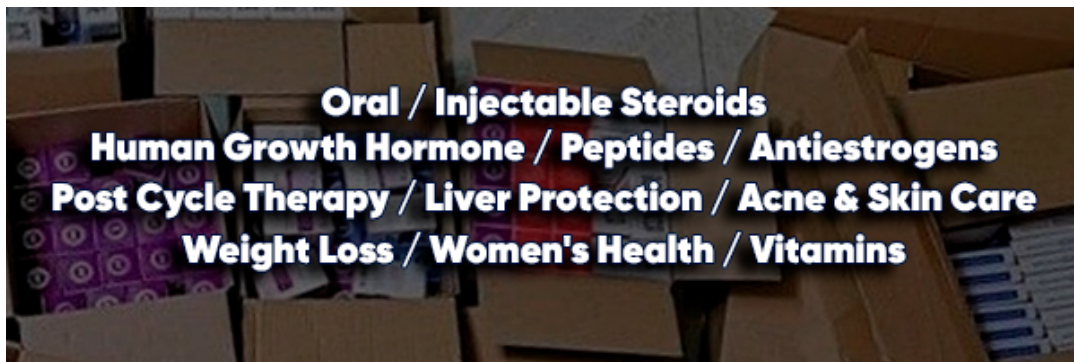 Oral / Injectable Steroids
Human Growth Hormone / Peptides / Antiestrogens
Post Cycle Therapy / Liver Protection / Acne & Skin Care
Weight Loss / Women's Health / Vitamins